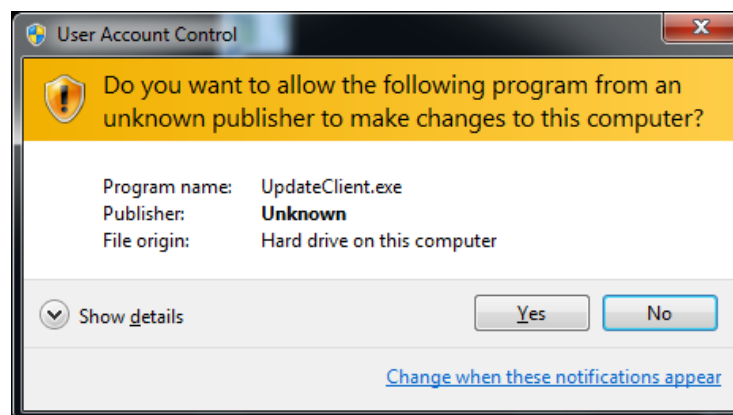 User Account Control
Do you want to allow the following program from an
unknown publisher to make changes to this computer?
Program name: UpdateClient.exe
Publisher: Unknown
File origin: Hard drive on this computer
Show details Yes No
Change when these notifications appear